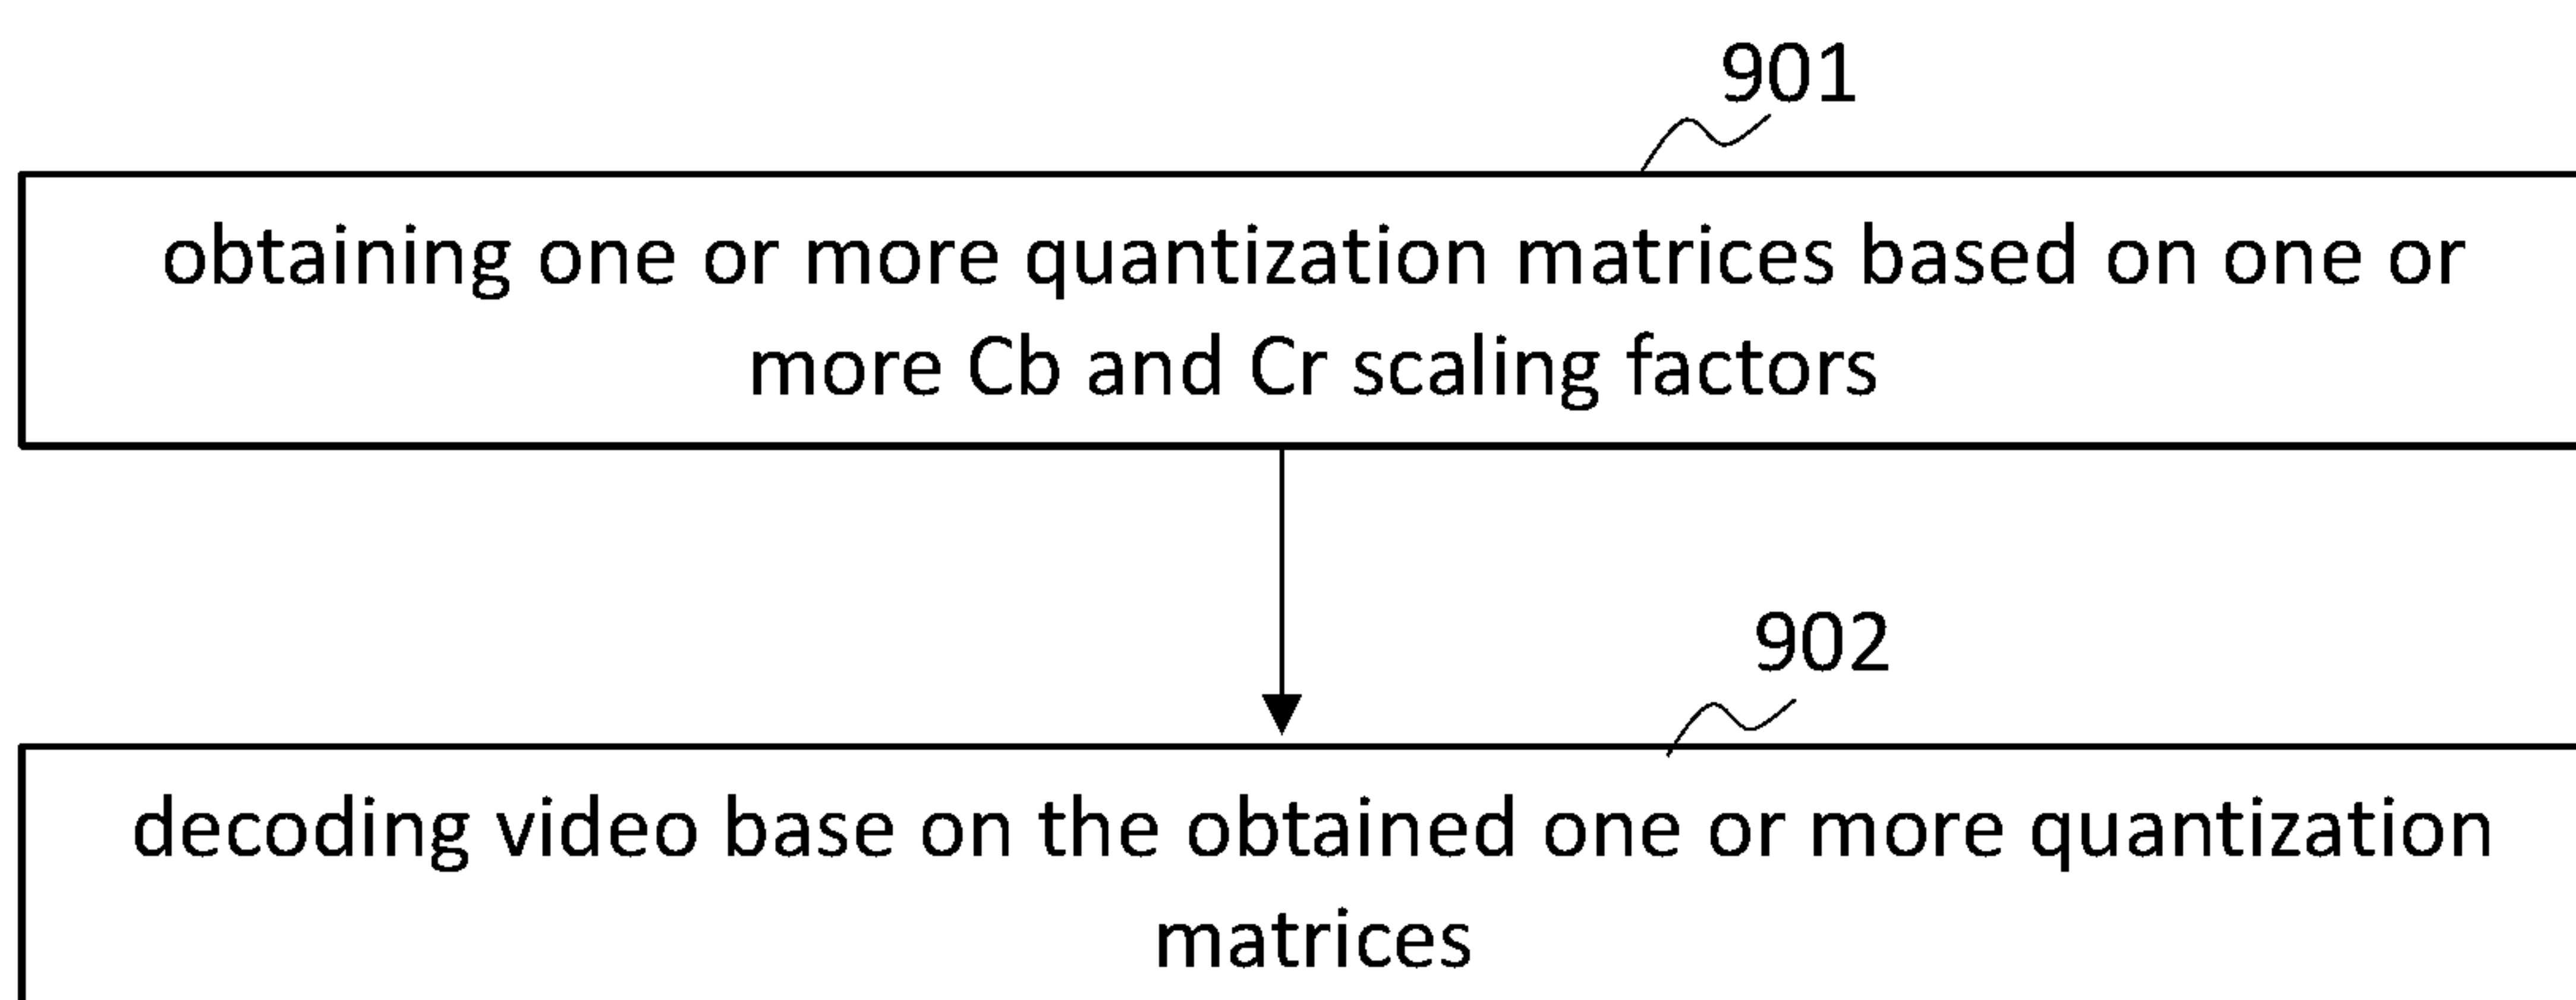 901
obtaining one or more quantization matrices based on one or
more Cb and Cr scaling factors
902
decoding video base on the obtained one or more quantization
matrices